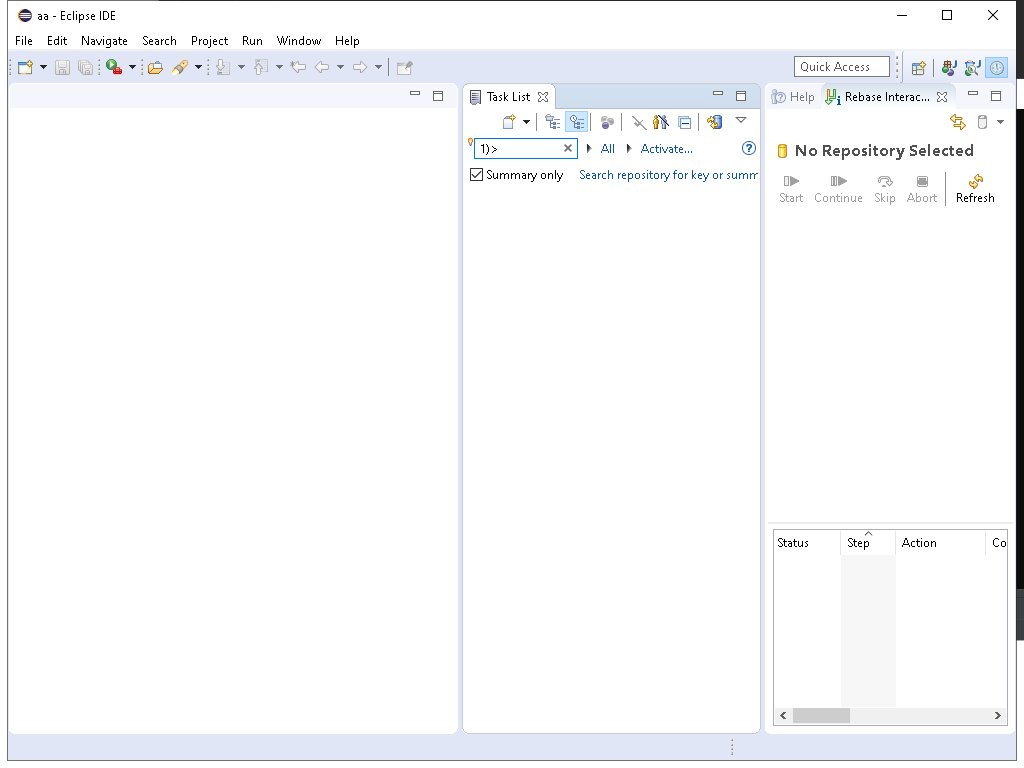 aa - Eclipse IDE
File Edit Navigate Search Project Run Window Help
Quick Access
Task List
Help
Rebase Interac...
1)>
All
Activate...
Summary only
Search repository for key or summ
No Repository Selected
Start Continue Skip Abort Refresh
Status Step Action Co